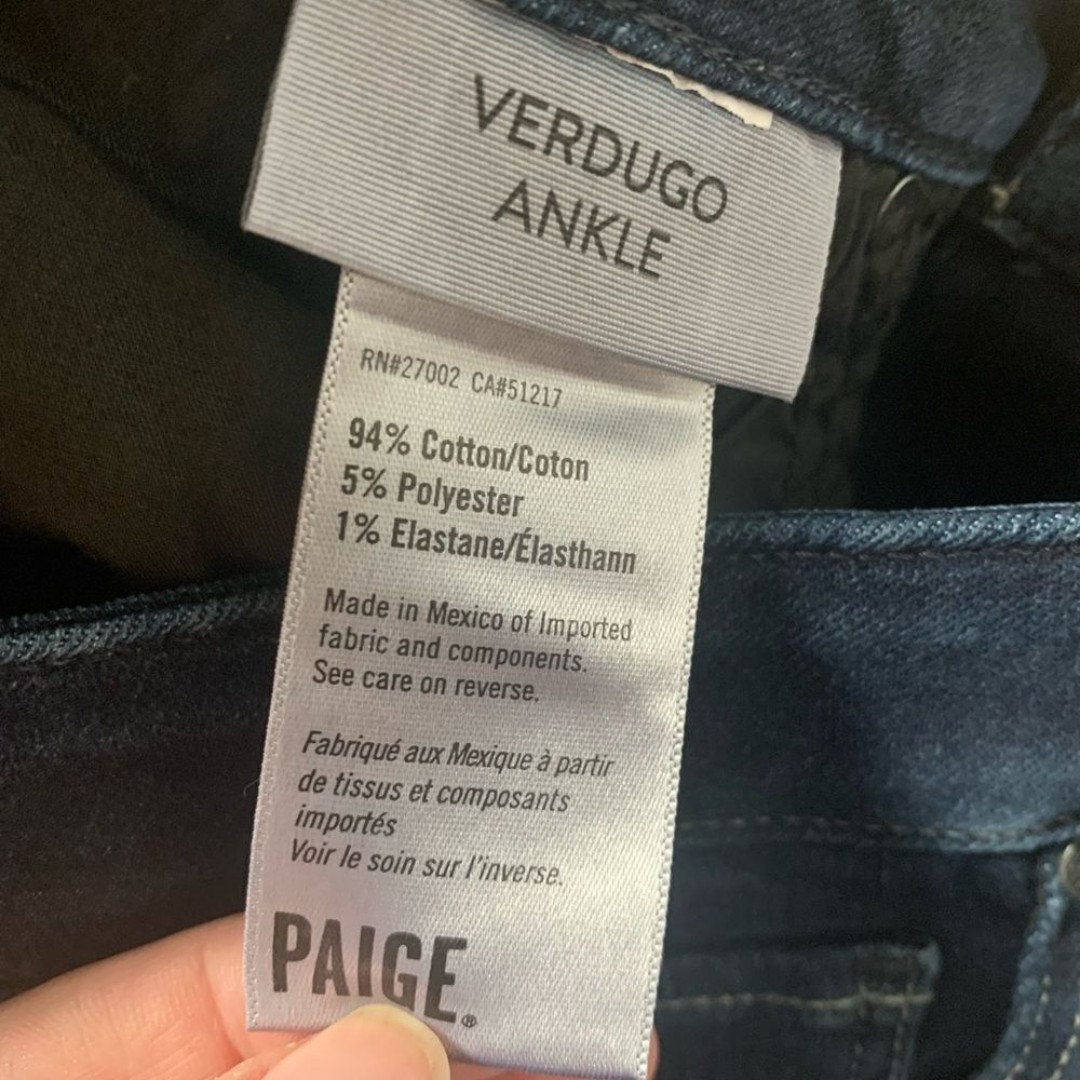 VERDUGO
ANKLE
RN#27002 CA#51217
94% Cotton/Coton
5% Polyester
1% Elastane/Élasthann
Made in Mexico of Imported
fabric and components.
See care on reverse.
Fabriqué aux Mexique à partir
de tissus et composants
importés
Voir le soin sur l'inverse.
PAIGE®